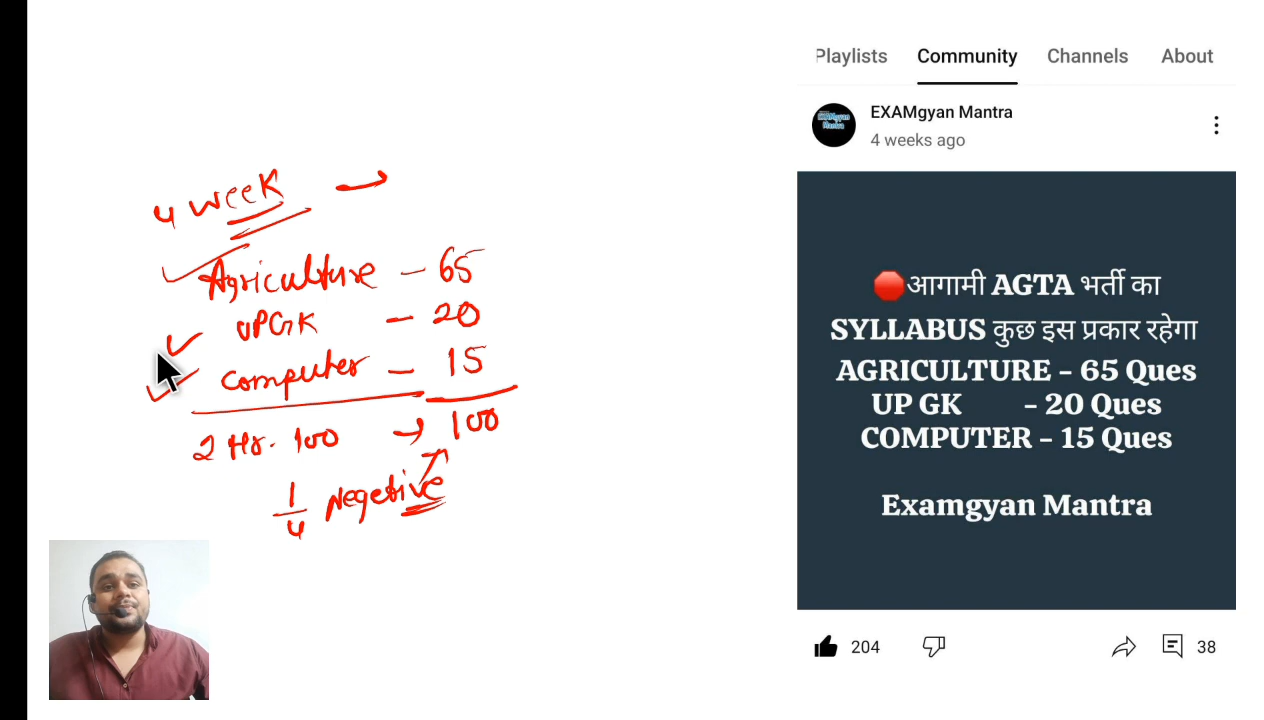 4 week →
Agriculture - 65
UPGK - 20
Computer - 15
2 Hr. 100 → 100
1/4 Negetive
Playlists Community Channels About
EXAMgyan Mantra
4 weeks ago
🛑आगामी AGTA भर्ती का
SYLLABUS कुछ इस प्रकार रहेगा
AGRICULTURE - 65 Ques
UP GK - 20 Ques
COMPUTER - 15 Ques
Examgyan Mantra
204 38